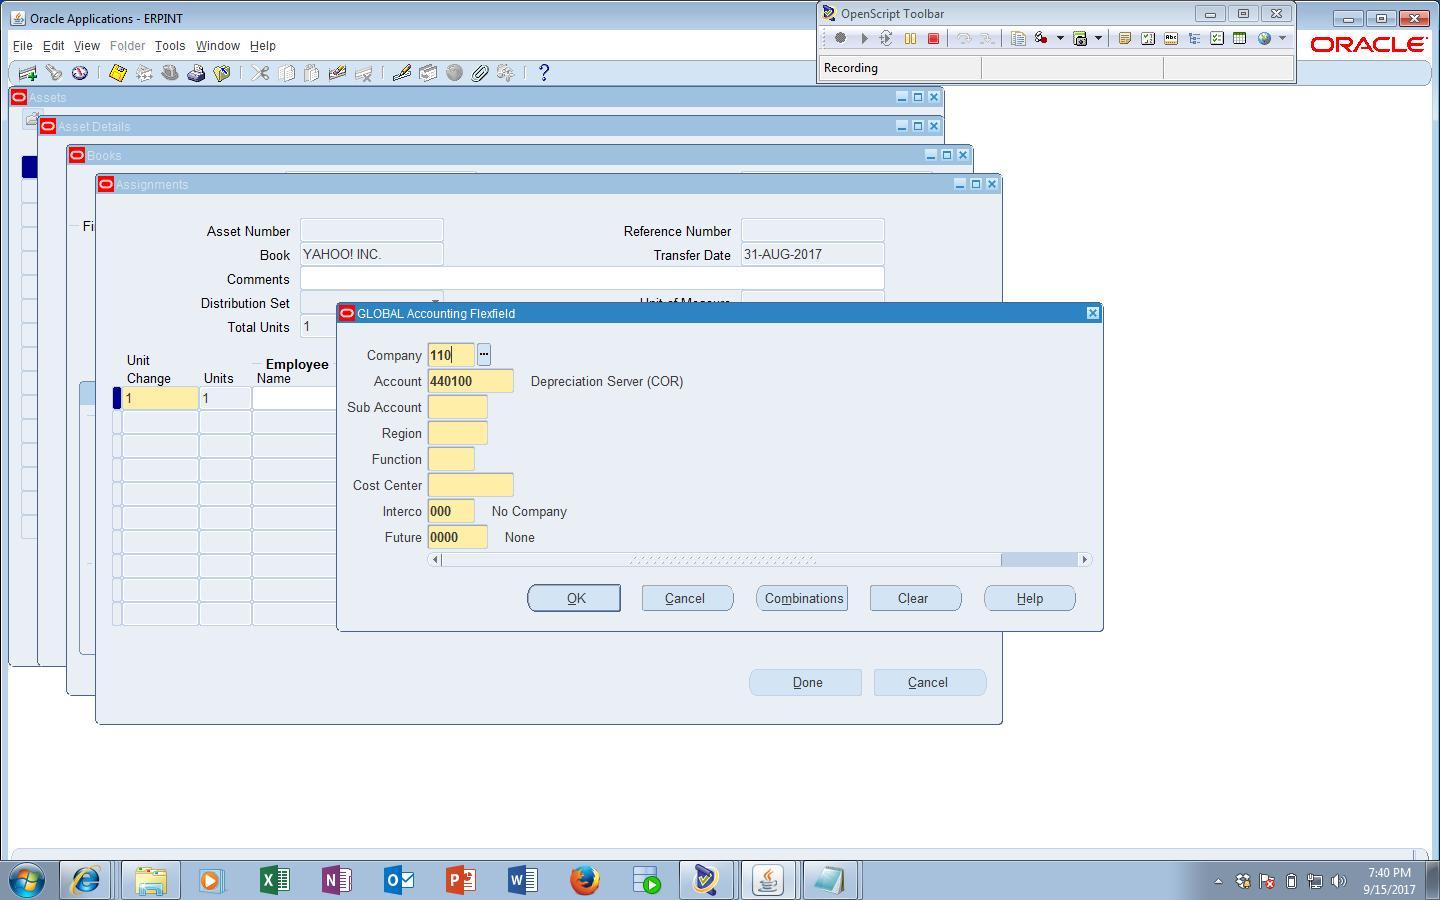 Oracle Applications - ERPINT
OpenScript Toolbar
File Edit View Folder Tools Window Help
ORACLE
Recording
Assets
Asset Details
Books
Assignments
Asset Number
Reference Number
Book YAHOO! INC.
Transfer Date 31-AUG-2017
Comments
Distribution Set
Unit of Measure
Total Units 1
GLOBAL Accounting Flexfield
Unit
Change
Units
Employee
Name
1 1
Company 110 ...
Account 440100 Depreciation Server (COR)
Sub Account
Region
Function
Cost Center
Interco 000 No Company
Future 0000 None
OK Cancel Combinations Clear Help
Done Cancel
7:40 PM
9/15/2017